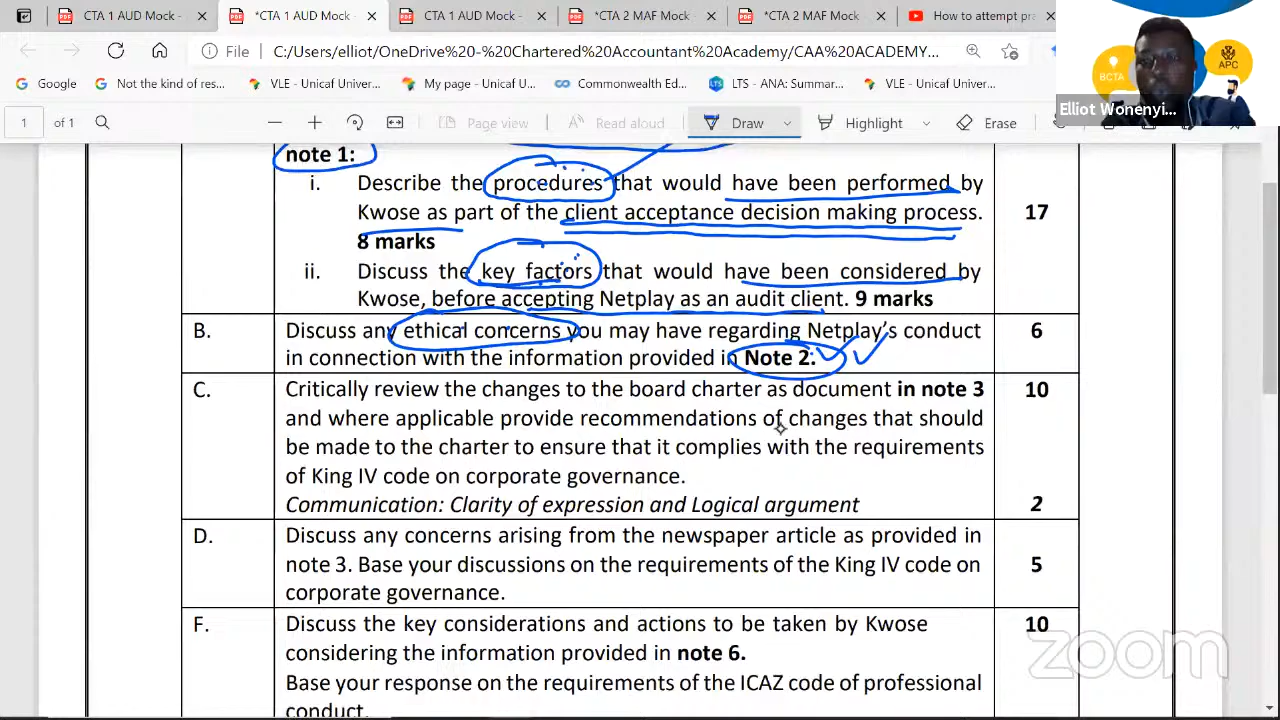 CTA 1 AUD Mock -
*CTA 1 AUD Mock -
CTA 1 AUD Mock -
*CTA 2 MAF Mock -
CTA 2 MAF Mock -
How to attempt pra
File
C:/Users/elliot/OneDrive%20-%20Chartered%20Accountant%20Academy/CAA%20ACADEMY...
BCTA
APC
Google
Not the kind of res...
VLE - Unicaf Univer...
My page - Unicaf U...
Commonwealth Ed...
LTS - ANA
VLE - Unicaf Univer...
Elliot Wonenyi...
1
of 1
Page view
Read aloud
Draw
Highlight
Erase
note 1:
i. Describe the procedures that would have been performed by
Kwose as part of the client acceptance decision making process.
17
8 marks
ii. Discuss the key factors that would have been considered by
Kwose, before accepting Netplay as an audit client. 9 marks
B. Discuss any ethical concerns you may have regarding Netplay's conduct 6
in connection with the information provided in Note 2.
C. Critically review the changes to the board charter as document in note 3 10
and where applicable provide recommendations of changes that should
be made to the charter to ensure that it complies with the requirements
of King IV code on corporate governance.
Communication: Clarity of expression and Logical argument 2
D. Discuss any concerns arising from the newspaper article as provided in
note 3. Base your discussions on the requirements of the King IV code on 5
corporate governance.
F. Discuss the key considerations and actions to be taken by Kwose 10
considering the information provided in note 6.
Base your response on the requirements of the ICAZ code of professional
conduct.
zoom